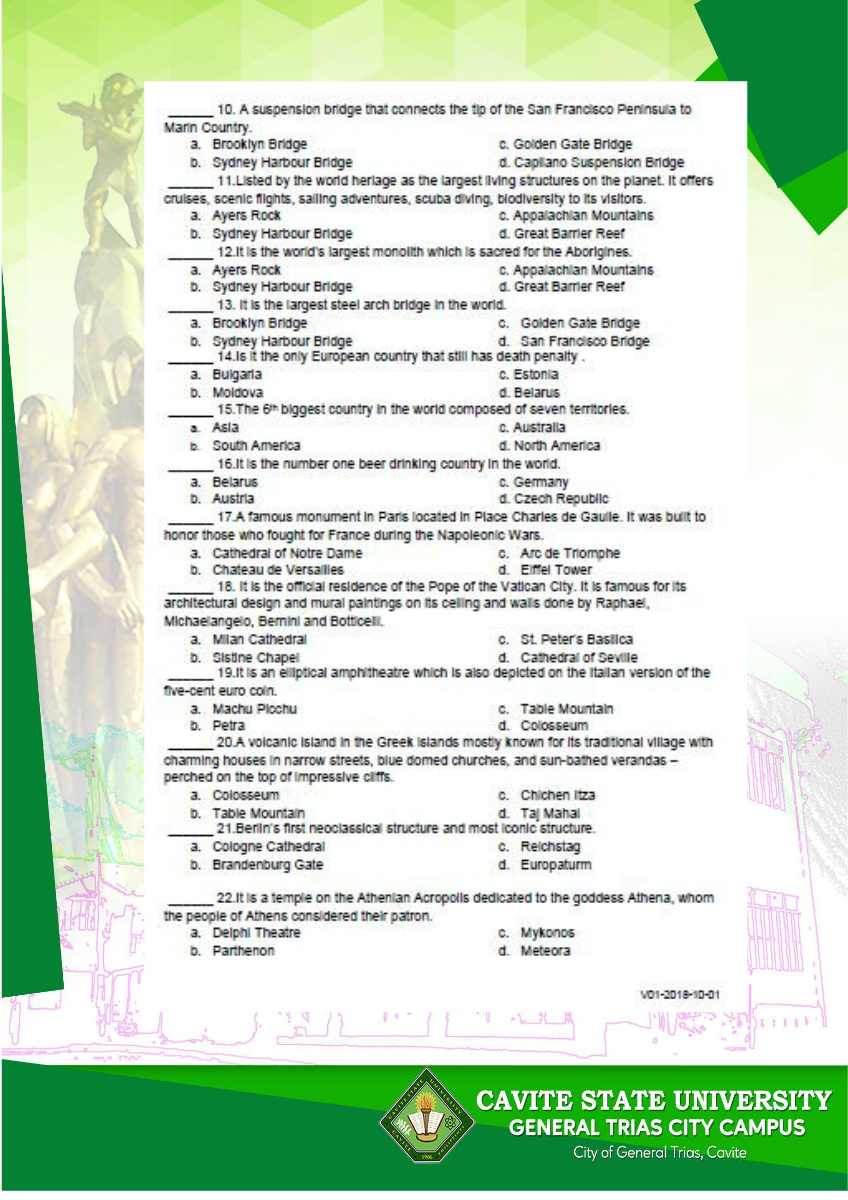 ______ 10. A suspension bridge that connects the tip of the San Francisco Peninsula to
Marin Country.
a. Brooklyn Bridge c. Golden Gate Bridge
b. Sydney Harbour Bridge d. Capilano Suspension Bridge
______ 11.Listed by the world heriage as the largest living structures on the planet. It offers
cruises, scenic flights, sailing adventures, scuba diving, biodiversity to its visitors.
a. Ayers Rock c. Appalachian Mountains
b. Sydney Harbour Bridge d. Great Barrier Reef
______ 12.It is the world's largest monolith which is sacred for the Aborigines.
a. Ayers Rock c. Appalachian Mountains
b. Sydney Harbour Bridge d. Great Barrier Reef
______ 13. It is the largest steel arch bridge in the world.
a. Brooklyn Bridge c. Golden Gate Bridge
b. Sydney Harbour Bridge d. San Francisco Bridge
______ 14.Is it the only European country that still has death penalty .
a. Bulgaria c. Estonia
b. Moldova d. Belarus
______ 15.The 6th biggest country in the world composed of seven territories.
a. Asia c. Australia
b. South America d. North America
______ 16.It is the number one beer drinking country in the world.
a. Belarus c. Germany
b. Austria d. Czech Republic
______ 17.A famous monument in Paris located in Place Charles de Gaulle. It was built to
honor those who fought for France during the Napoleonic Wars.
a. Cathedral of Notre Dame c. Arc de Triomphe
b. Chateau de Versailles d. Eiffel Tower
______ 18. It is the official residence of the Pope of the Vatican City. It is famous for its
architectural design and mural paintings on its ceiling and walls done by Raphael,
Michaelangelo, Bernini and Botticelli.
a. Milan Cathedral c. St. Peter's Basilica
b. Sistine Chapel d. Cathedral of Seville
______ 19.It is an elliptical amphitheatre which is also depicted on the Italian version of the
five-cent euro coin.
a. Machu Picchu c. Table Mountain
b. Petra d. Colosseum
______ 20.A volcanic island in the Greek islands mostly known for its traditional village with
charming houses in narrow streets, blue domed churches, and sun-bathed verandas –
perched on the top of impressive cliffs.
a. Colosseum c. Chichen Itza
b. Table Mountain d. Taj Mahal
______ 21.Berlin's first neoclassical structure and most iconic structure.
a. Cologne Cathedral c. Reichstag
b. Brandenburg Gate d. Europaturm
______ 22.It is a temple on the Athenian Acropolis dedicated to the goddess Athena, whom
the people of Athens considered their patron.
a. Delphi Theatre c. Mykonos
b. Parthenon d. Meteora
V01-2018-10-01
CAVITE STATE UNIVERSITY
GENERAL TRIAS CITY CAMPUS
City of General Trias, Cavite
CAVITE STATE UNIVERSITY
CAVITE
PHILIPPINES
1906